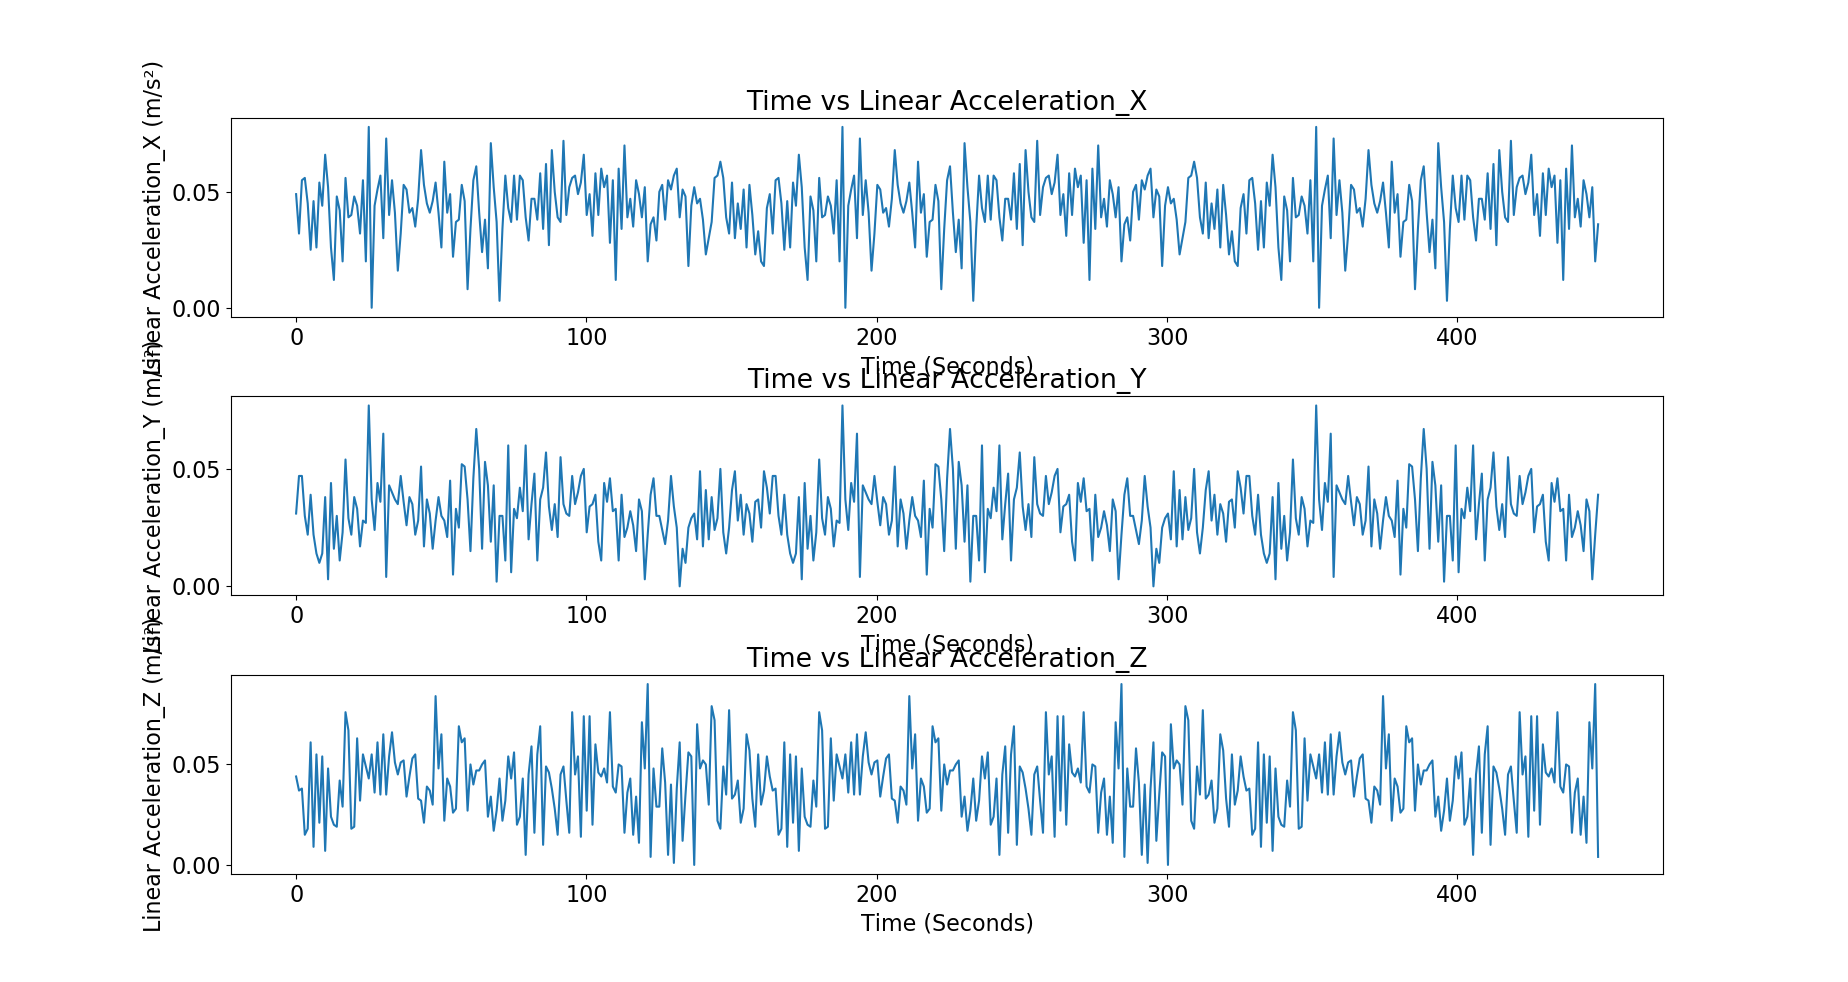 Time vs Linear Acceleration_X
Linear Acceleration_X (m/s²)
0.05
0.00
0 100 200 300 400
Time (Seconds)
Time vs Linear Acceleration_Y
Linear Acceleration_Y (m/s²)
0.05
0.00
0 100 200 300 400
Time (Seconds)
Time vs Linear Acceleration_Z
Linear Acceleration_Z (m/s²)
0.05
0.00
0 100 200 300 400
Time (Seconds)